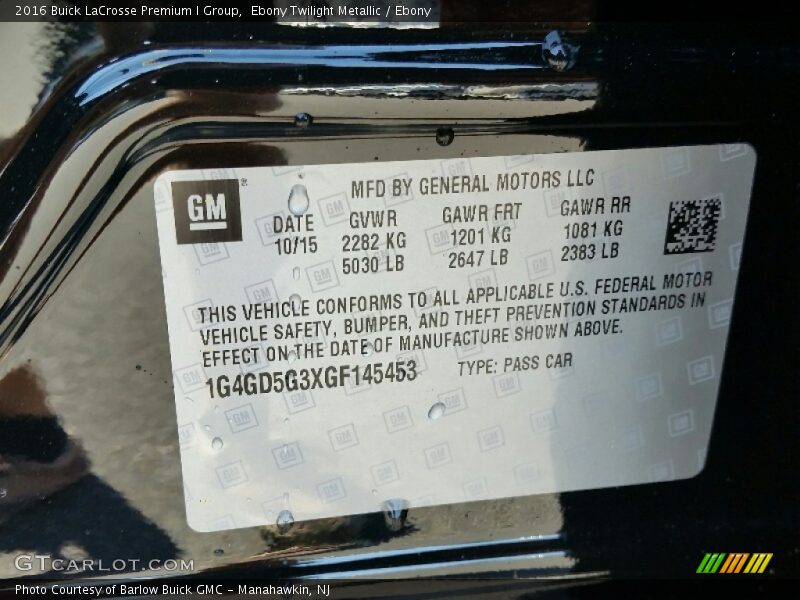 2016 Buick LaCrosse Premium I Group, Ebony Twilight Metallic / Ebony
GM
MFD BY GENERAL MOTORS LLC
DATE GVWR GAWR FRT GAWR RR
10/15 2282 KG 1201 KG 1081 KG
5030 LB 2647 LB 2383 LB
THIS VEHICLE CONFORMS TO ALL APPLICABLE U.S. FEDERAL MOTOR
VEHICLE SAFETY, BUMPER, AND THEFT PREVENTION STANDARDS IN
EFFECT ON THE DATE OF MANUFACTURE SHOWN ABOVE.
1G4GD5G3XGF145453 TYPE: PASS CAR
GTCARLOT.COM
Photo Courtesy of Barlow Buick GMC - Manahawkin, NJ